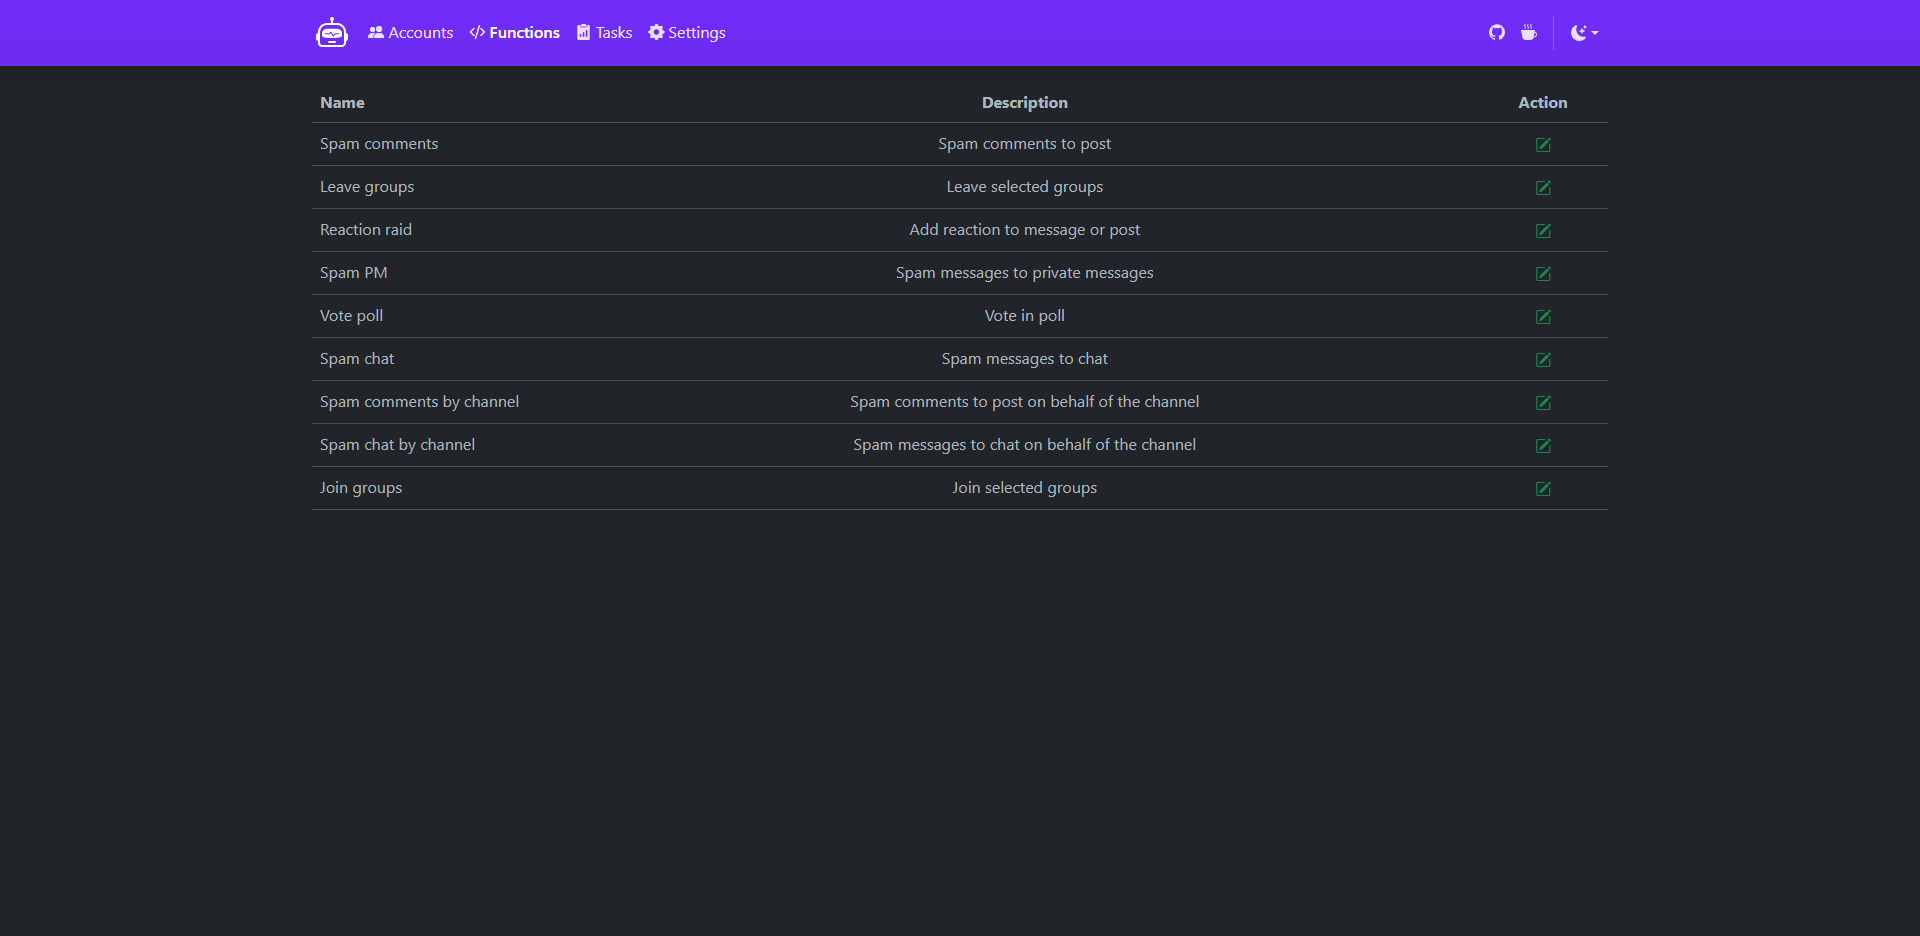 Accounts Functions Tasks Settings
Name Description Action
Spam comments Spam comments to post
Leave groups Leave selected groups
Reaction raid Add reaction to message or post
Spam PM Spam messages to private messages
Vote poll Vote in poll
Spam chat Spam messages to chat
Spam comments by channel Spam comments to post on behalf of the channel
Spam chat by channel Spam messages to chat on behalf of the channel
Join groups Join selected groups